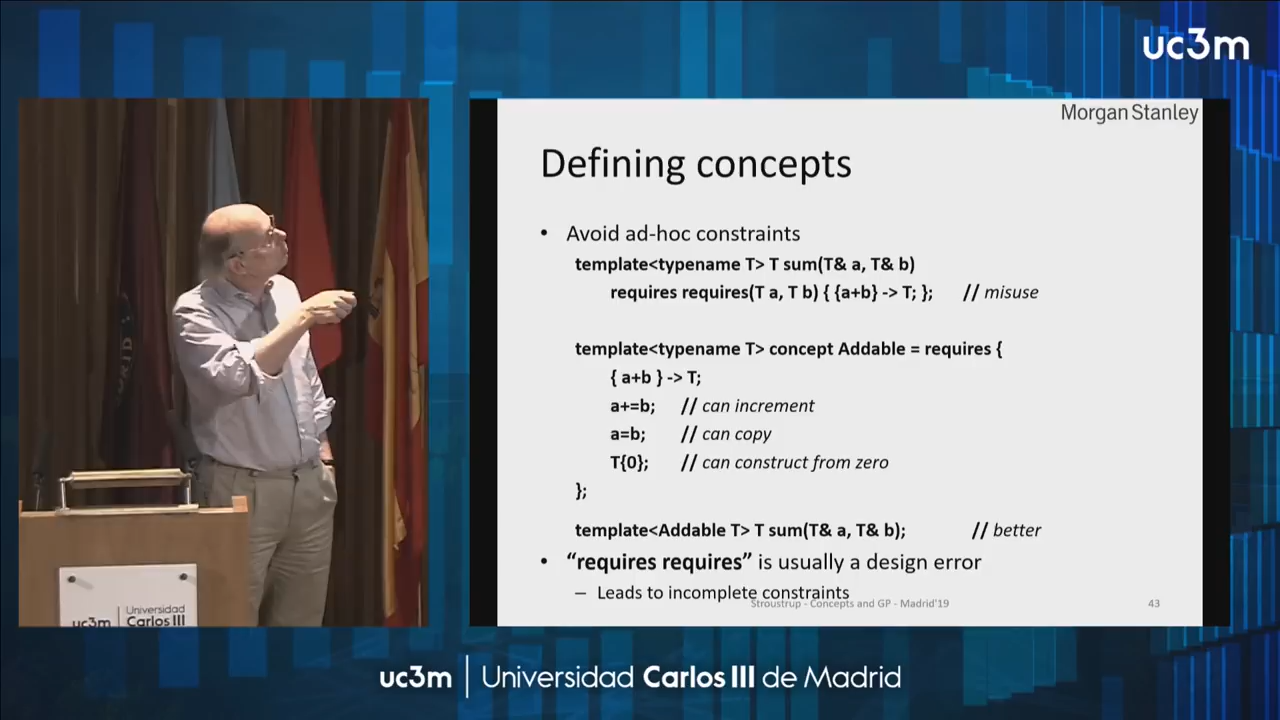 uc3m
Morgan Stanley
Defining concepts
• Avoid ad-hoc constraints
template<typename T> T sum(T& a, T& b)
requires requires(T a, T b) { {a+b} -> T; }; // misuse
template<typename T> concept Addable = requires {
{ a+b } -> T;
a+=b; // can increment
a=b; // can copy
T{0}; // can construct from zero
};
template<Addable T> T sum(T& a, T& b); // better
• “requires requires” is usually a design error
– Leads to incomplete constraints
Stroustrup - Concepts and GP - Madrid'19 43
uc3m Universidad
Carlos III
uc3m | Universidad Carlos III de Madrid